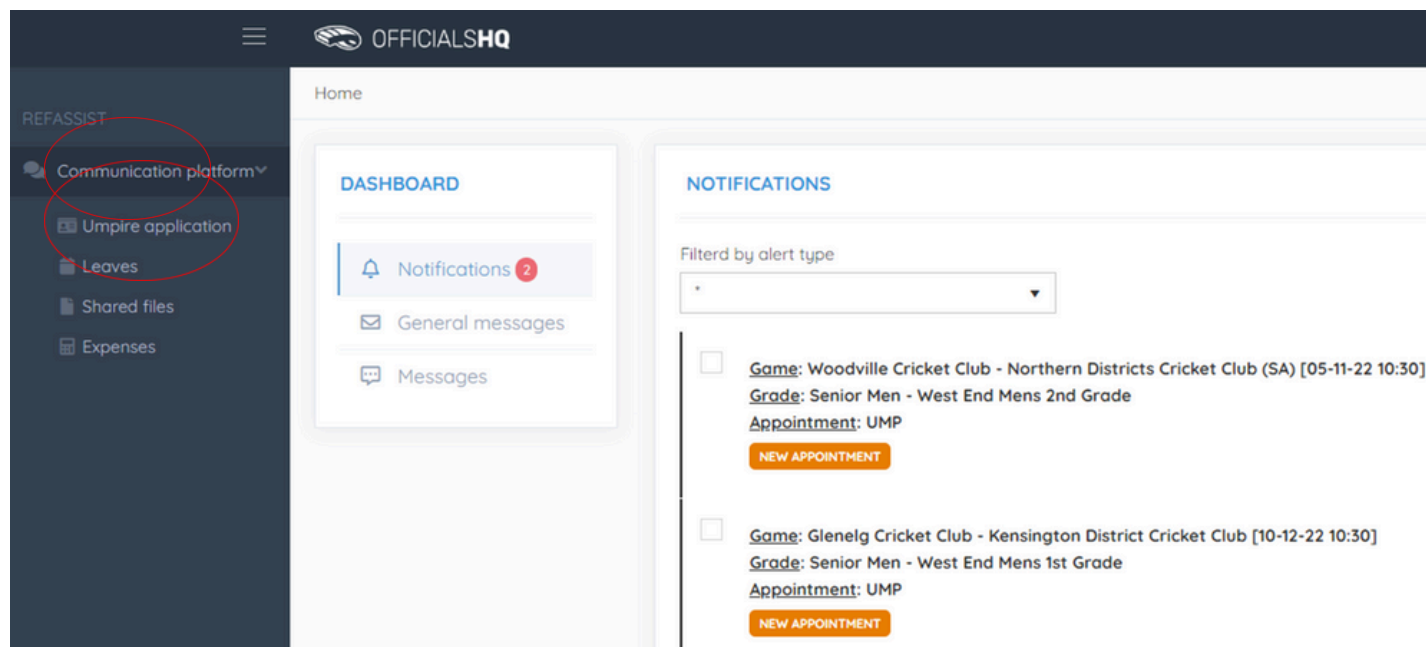 OFFICIALSHQ
REFASSIST
Communication platform
Umpire application
Leaves
Shared files
Expenses
Home
DASHBOARD
Notifications 2
General messages
Messages
NOTIFICATIONS
Filterd by alert type
*
Game: Woodville Cricket Club - Northern Districts Cricket Club (SA) [05-11-22 10:30]
Grade: Senior Men - West End Mens 2nd Grade
Appointment: UMP
NEW APPOINTMENT
Game: Glenelg Cricket Club - Kensington District Cricket Club [10-12-22 10:30]
Grade: Senior Men - West End Mens 1st Grade
Appointment: UMP
NEW APPOINTMENT